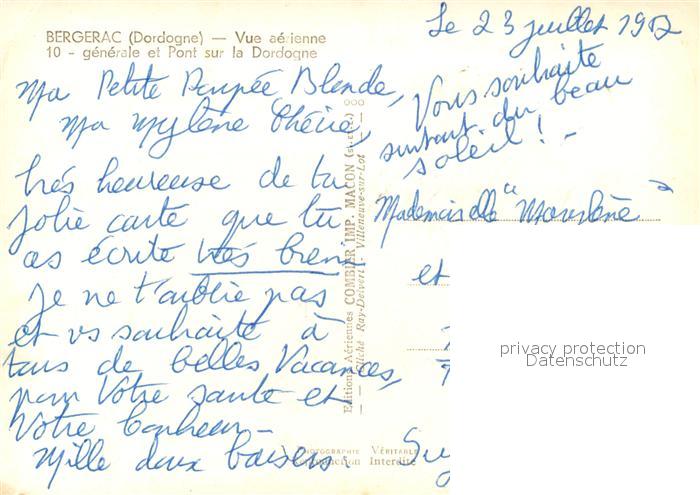 BERGERAC (Dordogne) — Vue aérienne
10 - générale et Pont sur la Dordogne
Le 23 juillet 19
Ma Petite Poupée Blonde,
Ma Mylène Chérie,
très heureuse de ta
jolie carte que tu
as écrite très bien
je ne t'oublie pas
et vs souhaite à
tous de belles Vacances,
pour Votre santé et
Votre bonheur -
Mille doux baisers -
Vous souhaite
surtout du beau
soleil ! -
Mademoiselle
et
Editions Aériennes COMBIER IMP. MACON
Cliché Ray-Delvert - Villeneuve-sur-Lot
PHOTOGRAPHIE VÉRITABLE
Reproduction Interdite
privacy protection
Datenschutz